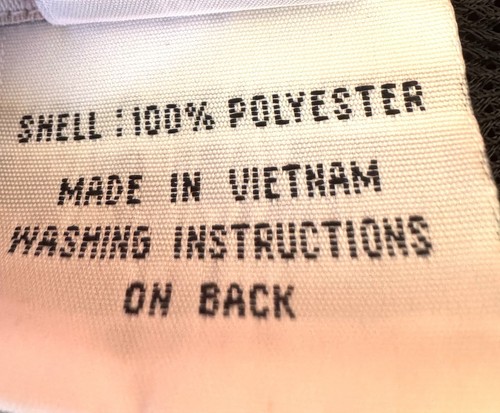 SHELL : 100% POLYESTER
MADE IN VIETNAM
WASHING INSTRUCTIONS
ON BACK